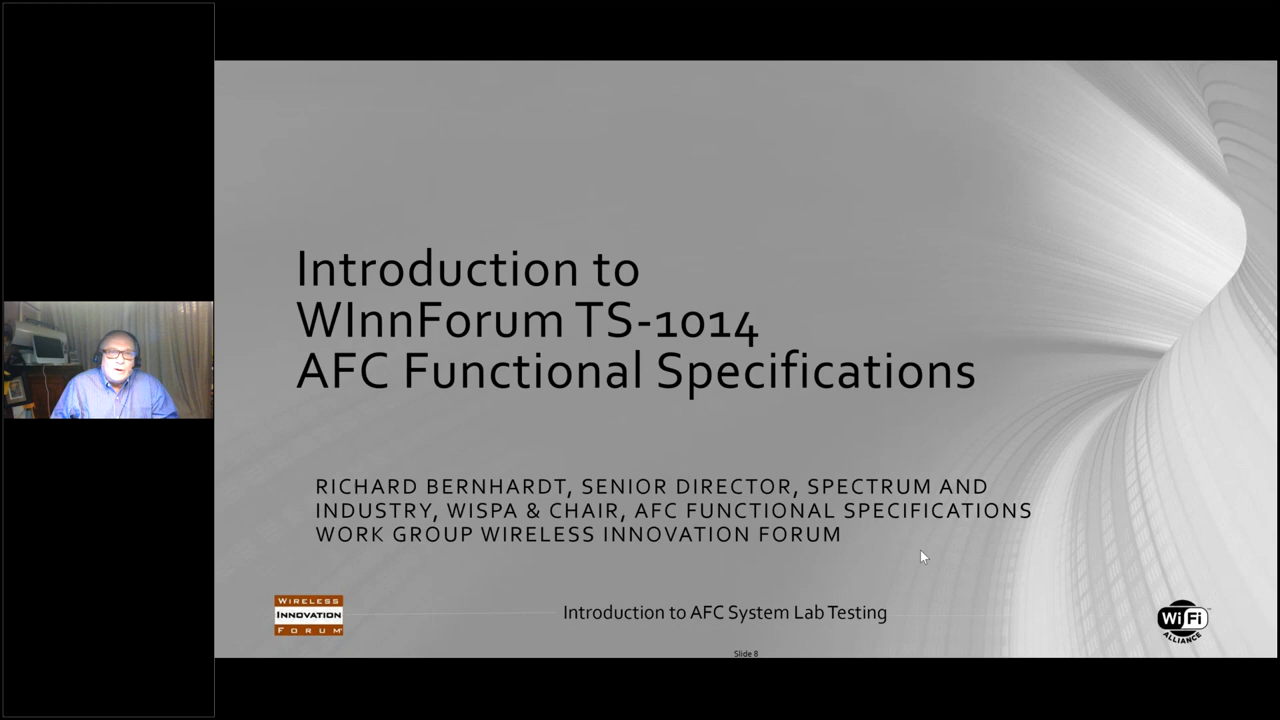 Introduction to
WInnForum TS-1014
AFC Functional Specifications
RICHARD BERNHARDT, SENIOR DIRECTOR, SPECTRUM AND
INDUSTRY, WISPA & CHAIR, AFC FUNCTIONAL SPECIFICATIONS
WORK GROUP WIRELESS INNOVATION FORUM
WIRELESS
INNOVATION
FORUM
Introduction to AFC System Lab Testing
Wi Fi
ALLIANCE
Slide 8